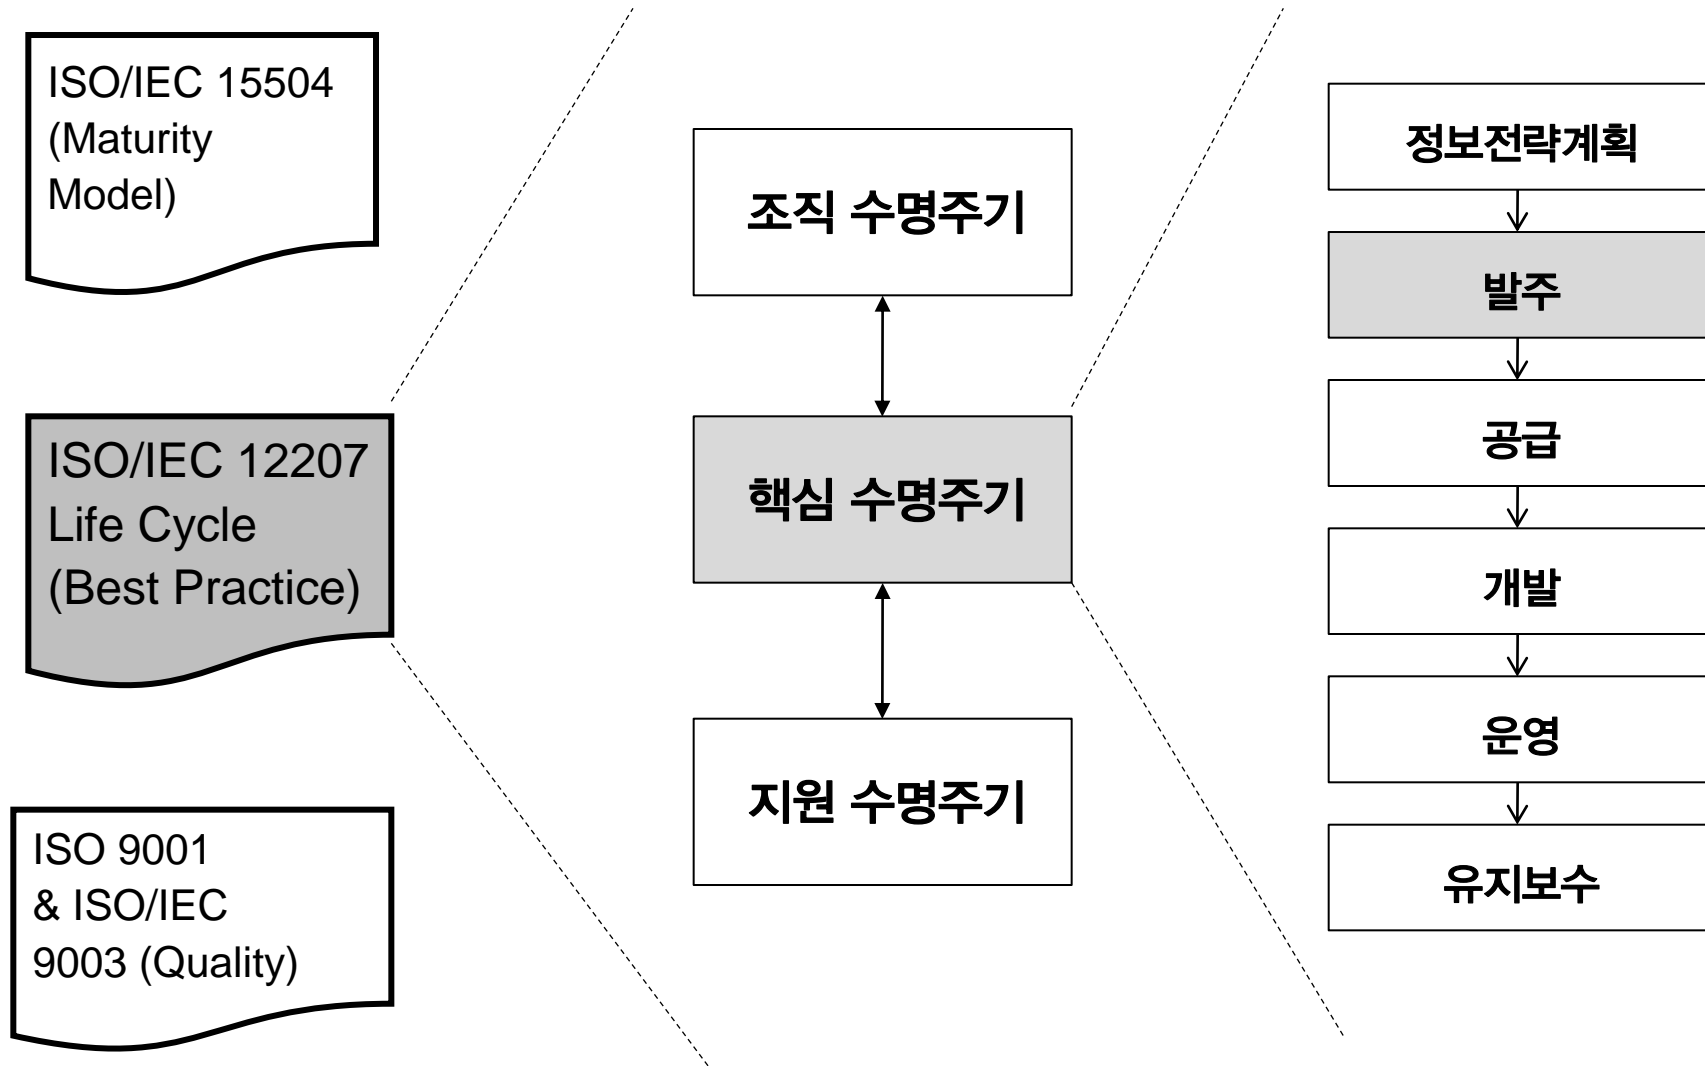 ISO/IEC 15504
(Maturity
Model)
ISO/IEC 12207
Life Cycle
(Best Practice)
ISO 9001
& ISO/IEC
9003 (Quality)
조직 수명주기
핵심 수명주기
지원 수명주기
정보전략계획
발주
공급
개발
운영
유지보수